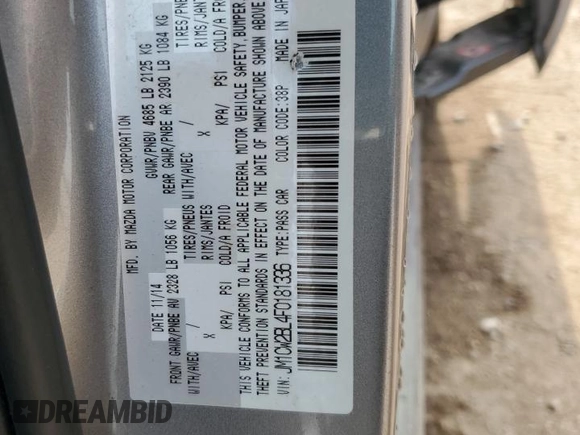 MFD. BY MAZDA MOTOR CORPORATION
DATE 11/14 GVWR/PNBV 4685 LB 2125 KG
FRONT GAWR/PNBE AV 2328 LB 1056 KG REAR GAWR/PNBE AR 2390 LB 1084 KG
WITH/AVEC TIRES/PNEUS WITH/AVEC TIRES/PNE
/ X RIMS/JANTES / X RIMS/JANTES
KPA/ PSI COLD/A FROID KPA/ PSI COLD/A FRO
THIS VEHICLE CONFORMS TO ALL APPLICABLE FEDERAL MOTOR VEHICLE SAFETY, BUMPER,
THEFT PREVENTION STANDARDS IN EFFECT ON THE DATE OF MANUFACTURE SHOWN ABOVE
VIN: JM1CW2BL4F0181336 TYPE:PASS CAR COLOR CODE:38P MADE IN JAP
DREAMBID